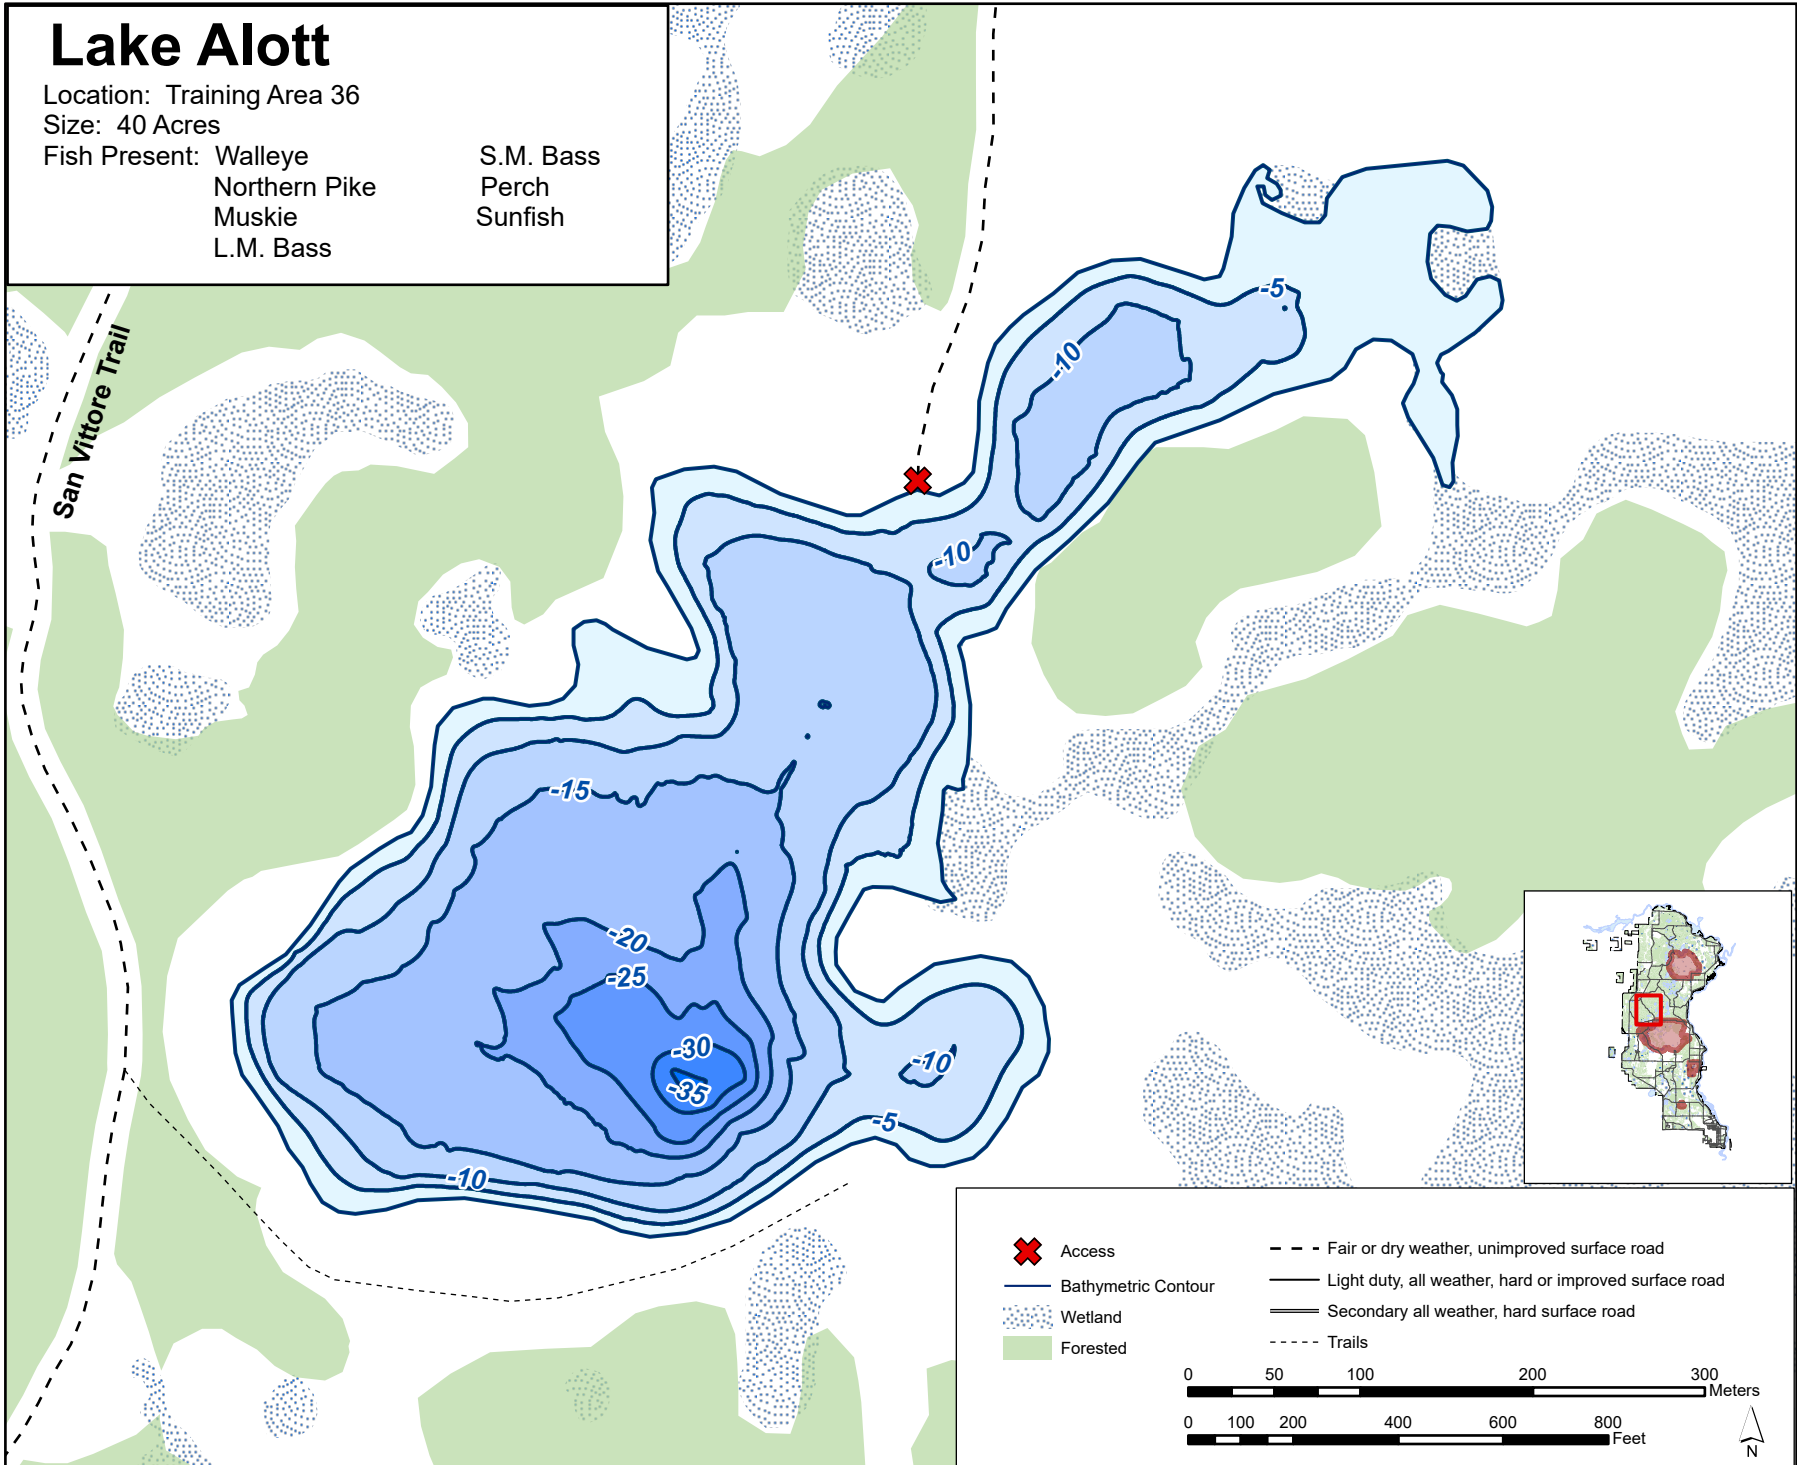 Lake Alott
Location: Training Area 36
Size: 40 Acres
Fish Present: Walleye S.M. Bass
Northern Pike Perch
Muskie Sunfish
L.M. Bass
San Vittore Trail
-5
-10
-10
-15
-20
-25
-30
-35
-10
-5
-10
Access
Bathymetric Contour
Wetland
Forested
Fair or dry weather, unimproved surface road
Light duty, all weather, hard or improved surface road
Secondary all weather, hard surface road
Trails
0 50 100 200 300
Meters
0 100 200 400 600 800
Feet
N